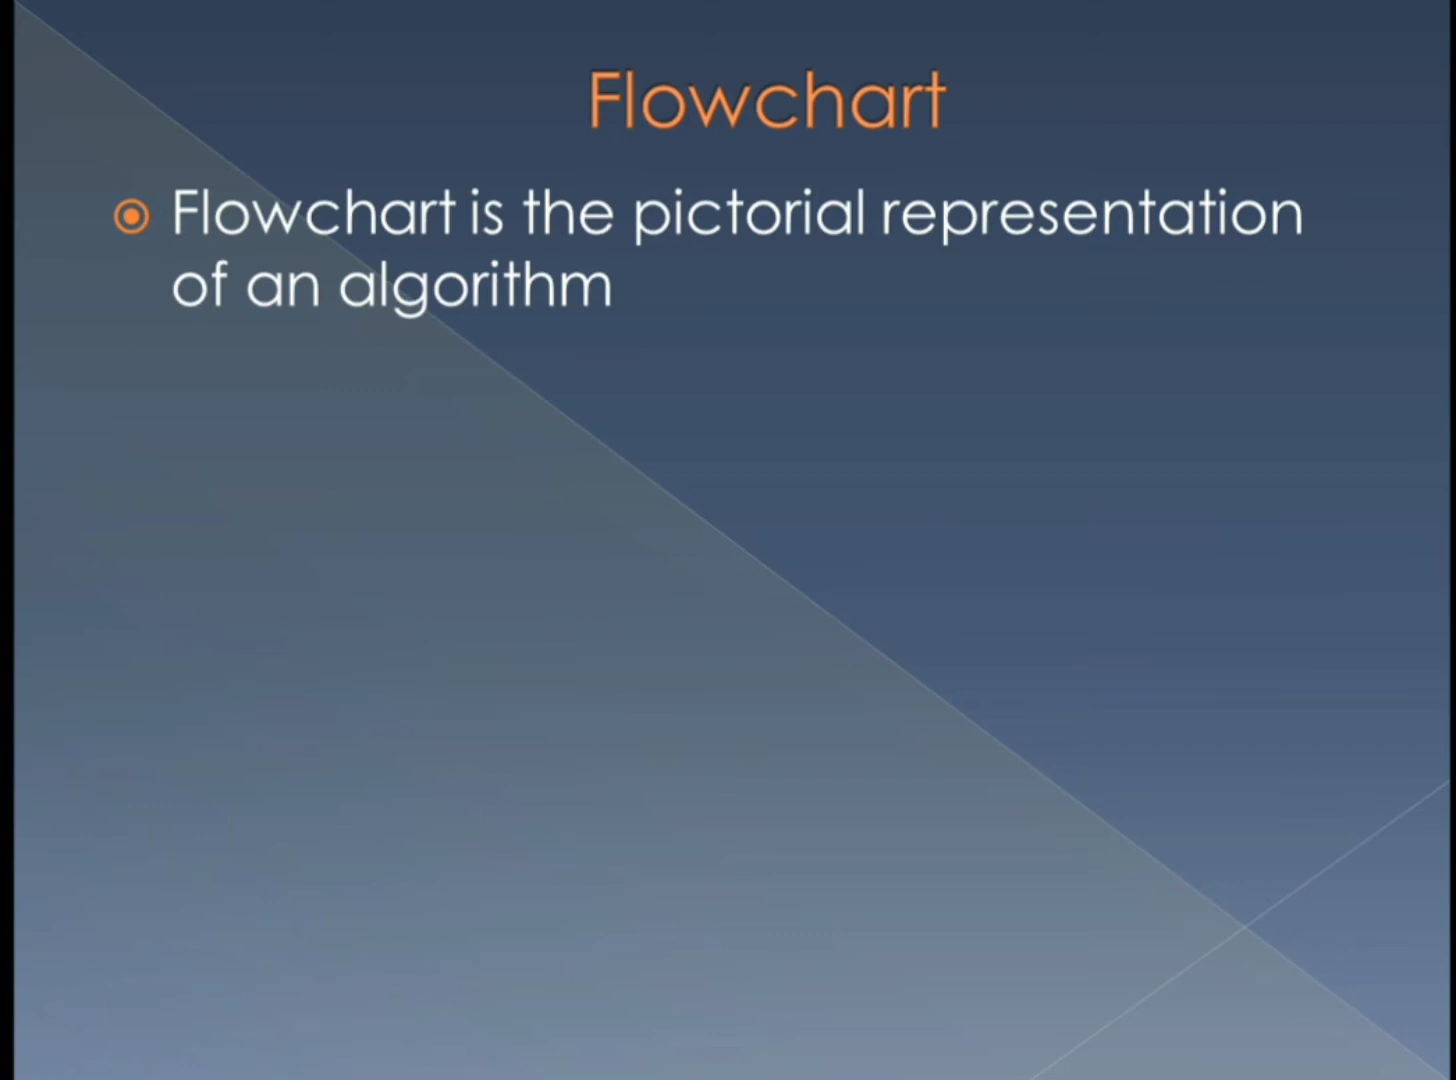 Flowchart
Flowchart is the pictorial representation
of an algorithm